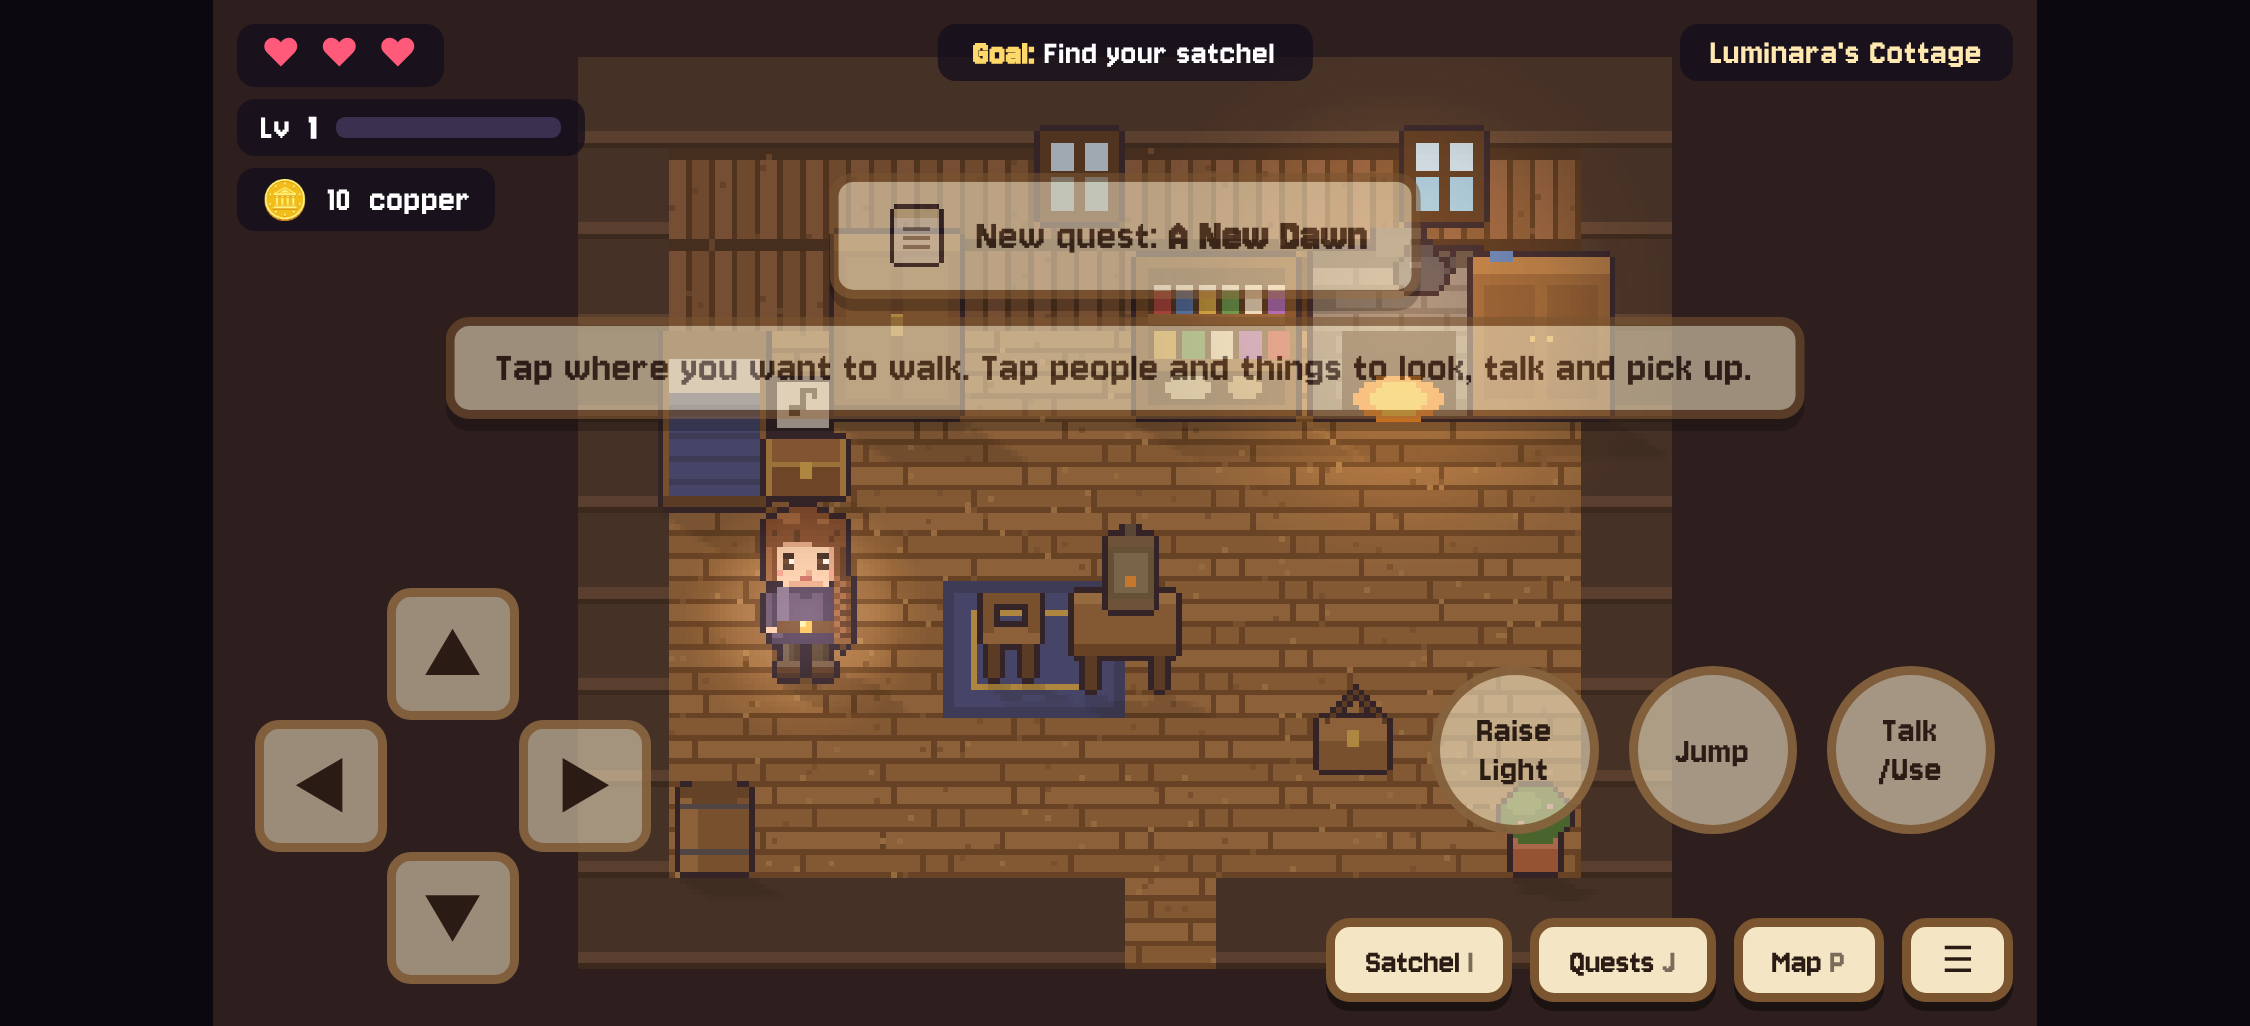 Goal: Find your satchel
Luminara's Cottage
Lv 1
10 copper
New quest: A New Dawn
Tap where you want to walk. Tap people and things to look, talk and pick up.
Raise
Light
Jump
Talk
/Use
Satchel I
Quests J
Map P